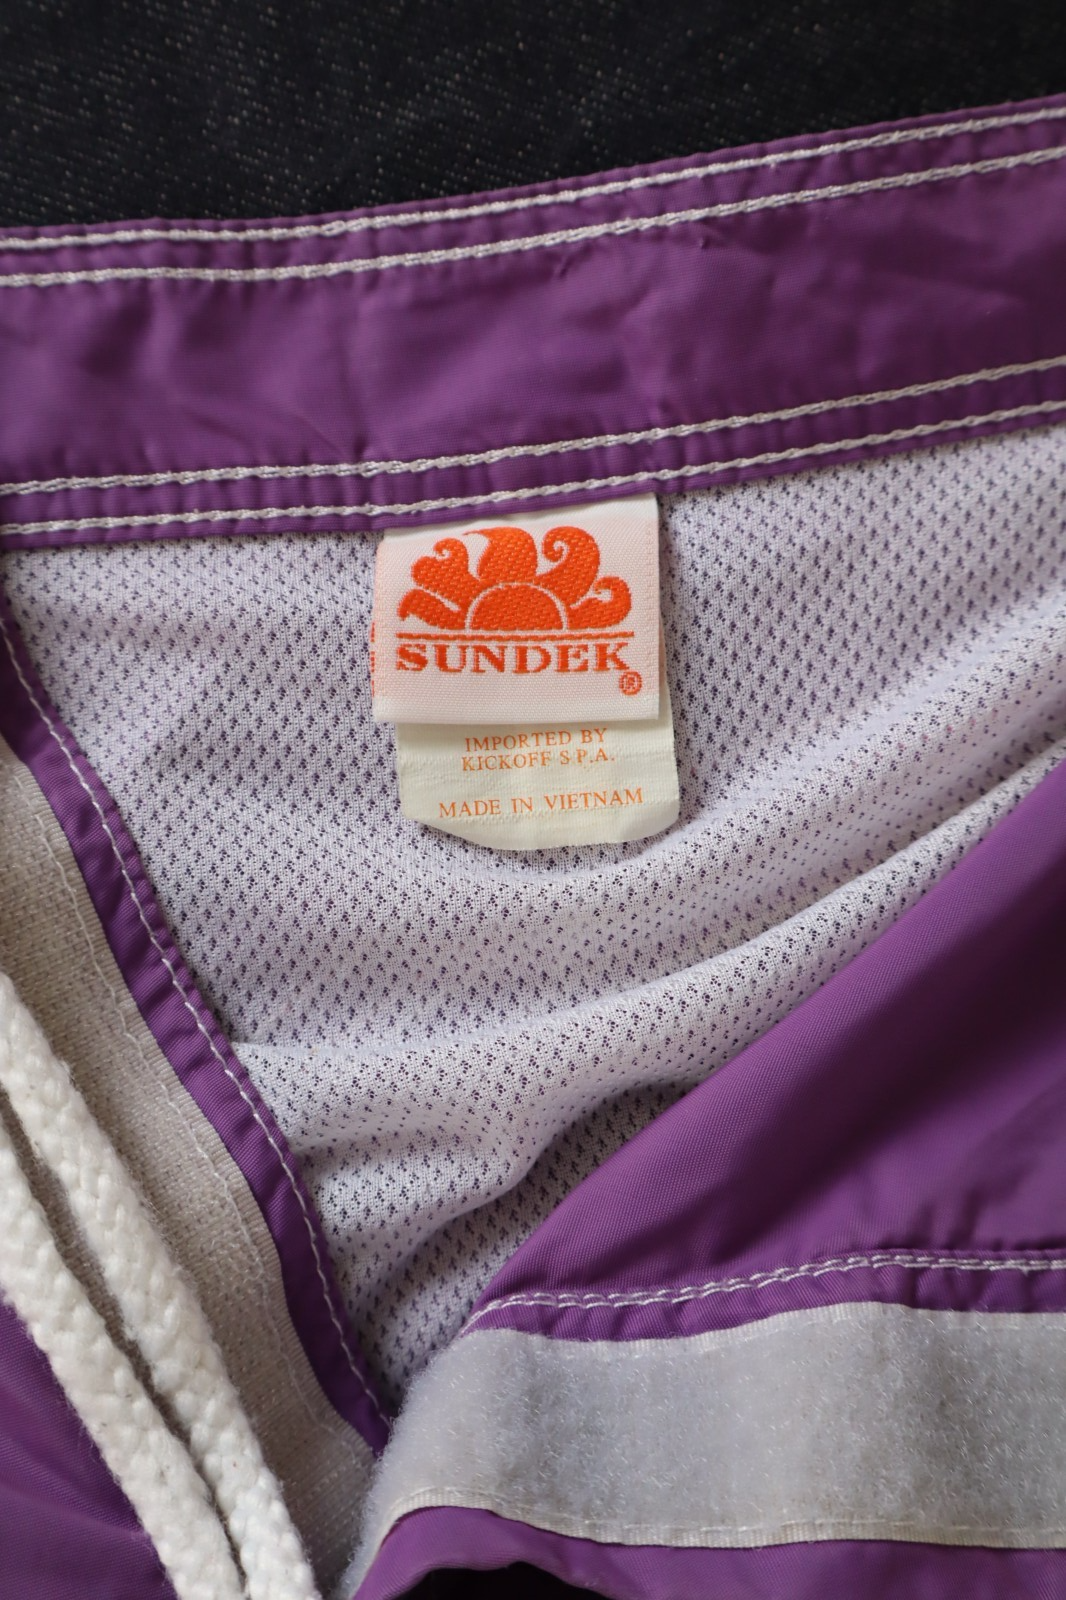 SUNDEK
®
IMPORTED BY
KICKOFF S.P.A.
MADE IN VIETNAM